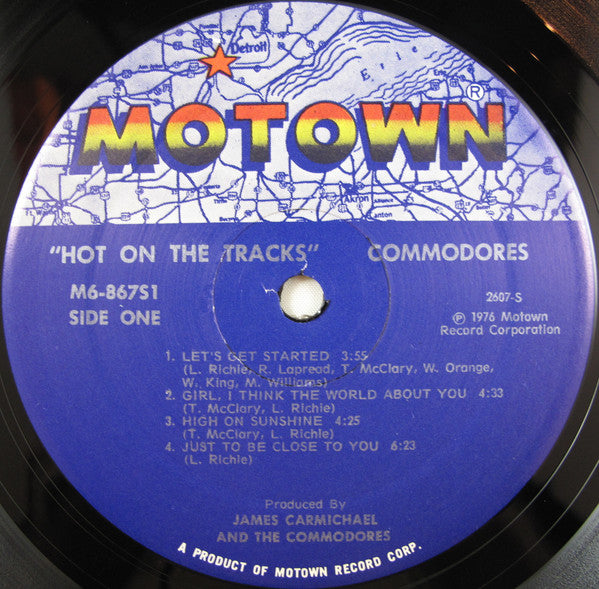 Detroit
Erie
MOTOWN®
Akron
Canton
"HOT ON THE TRACKS" COMMODORES
M6-867S1
SIDE ONE
2607-S
℗ 1976 Motown
Record Corporation
1. LET'S GET STARTED 3:55
(L. Richie, R. Lapread, T. McClary, W. Orange,
W. King, M. Williams)
2. GIRL, I THINK THE WORLD ABOUT YOU 4:33
(T. McClary, L. Richie)
3. HIGH ON SUNSHINE 4:25
(T. McClary, L. Richie)
4. JUST TO BE CLOSE TO YOU 6:23
(L. Richie)
Produced By
JAMES CARMICHAEL
AND THE COMMODORES
A PRODUCT OF MOTOWN RECORD CORP.